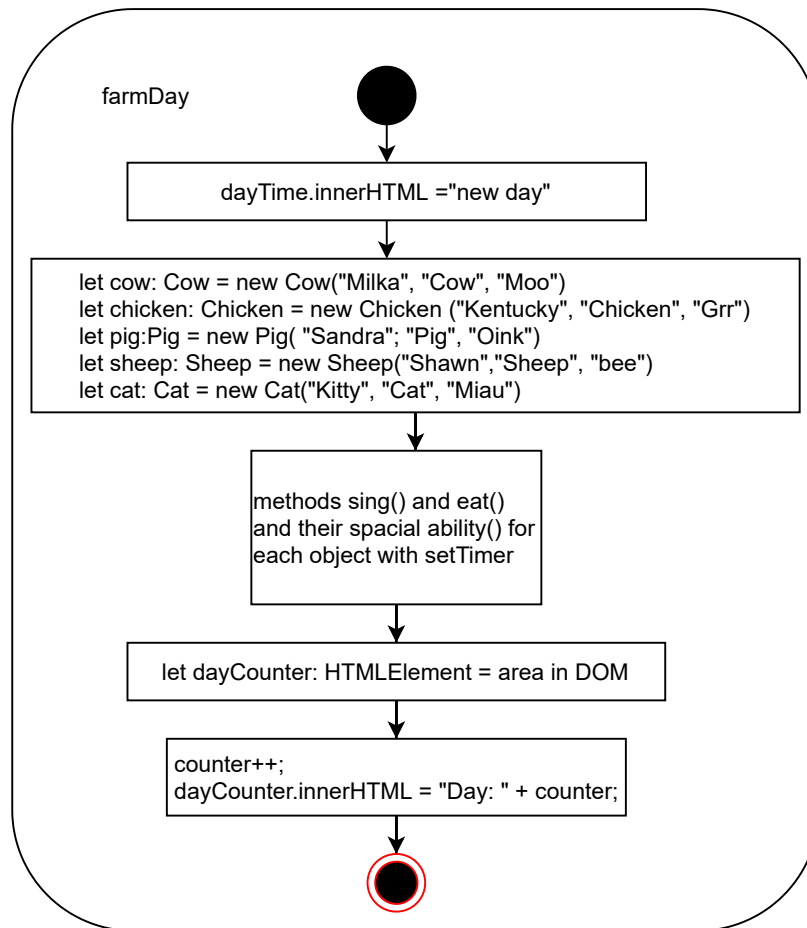 farmDay
dayTime.innerHTML ="new day"
let cow: Cow = new Cow("Milka", "Cow", "Moo")
let chicken: Chicken = new Chicken ("Kentucky", "Chicken", "Grr")
let pig:Pig = new Pig( "Sandra"; "Pig", "Oink")
let sheep: Sheep = new Sheep("Shawn","Sheep", "bee")
let cat: Cat = new Cat("Kitty", "Cat", "Miau")
methods sing() and eat()
and their spacial ability() for
each object with setTimer
let dayCounter: HTMLElement = area in DOM
counter++;
dayCounter.innerHTML = "Day: " + counter;